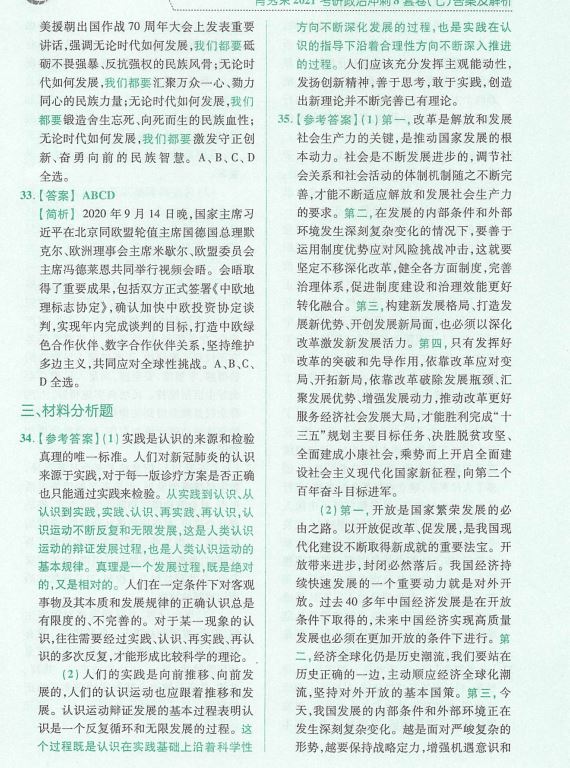 肖秀荣2021考研政治冲刺8套卷(七)答案及解析
美援朝出国作战70周年大会上发表重要
讲话,强调无论时代如何发展,我们都要砥
砺不畏强暴、反抗强权的民族风骨;无论时
代如何发展,我们都要汇聚万众一心、勠力
同心的民族力量;无论时代如何发展,我们
都要锻造舍生忘死、向死而生的民族血性;
无论时代如何发展,我们都要激发守正创
新、奋勇向前的民族智慧。A、B、C、D
全选。
33.【答案】ABCD
【简析】2020年9月14日晚,国家主席习
近平在北京同欧盟轮值主席国德国总理默
克尔、欧洲理事会主席米歇尔、欧盟委员会
主席冯德莱恩共同举行视频会晤。会晤取
得了重要成果,包括双方正式签署《中欧地
理标志协定》,确认加快中欧投资协定谈
判,实现年内完成谈判的目标,打造中欧绿
色合作伙伴、数字合作伙伴关系,坚持维护
多边主义,共同应对全球性挑战。A、B、C、
D全选。
三、材料分析题
34.【参考答案】(1)实践是认识的来源和检验
真理的唯一标准。人们对新冠肺炎的认识
来源于实践,对于每一版诊疗方案是否正确
也只能通过实践来检验。从实践到认识、从
认识到实践,实践、认识、再实践、再认识,认
识运动不断反复和无限发展,这是人类认识
运动的辩证发展过程,也是人类认识运动的
基本规律。真理是一个发展过程,既是绝对
的,又是相对的。人们在一定条件下对客观
事物及其本质和发展规律的正确认识总是
有限度的、不完善的。对于某一现象的认
识,往往需要经过实践、认识、再实践、再认
识的多次反复,才能形成比较科学的理论。
(2)人们的实践是向前推移、向前发
展的,人们的认识运动也应跟着推移和发
展。认识运动辩证发展的基本过程表明认
识是一个反复循环和无限发展的过程。这
个过程既是认识在实践基础上沿着科学性
方向不断深化发展的过程,也是实践在认
识的指导下沿着合理性方向不断深入推进
的过程。人们应该充分发挥主观能动性,
发扬创新精神,善于思考,敢于实践,创造
出新理论并不断完善已有理论。
35.【参考答案】(1)第一,改革是解放和发展
社会生产力的关键,是推动国家发展的根
本动力。社会是不断发展进步的,调节社
会关系和社会活动的体制机制随之不断完
善,才能不断适应解放和发展社会生产力
的要求。第二,在发展的内部条件和外部
环境发生深刻复杂变化的情况下,要善于
运用制度优势应对风险挑战冲击,这就要
坚定不移深化改革,健全各方面制度,完善
治理体系,促进制度建设和治理效能更好
转化融合。第三,构建新发展格局、打造发
展新优势、开创发展新局面,也必须以深化
改革激发新发展活力。第四,只有发挥好
改革的突破和先导作用,依靠改革应对变
局、开拓新局,依靠改革破除发展瓶颈、汇
聚发展优势、增强发展动力,推动改革更好
服务经济社会发展大局,才能胜利完成“十
三五”规划主要目标任务、决胜脱贫攻坚、
全面建成小康社会,乘势而上开启全面建
设社会主义现代化国家新征程,向第二个
百年奋斗目标进军。
(2)第一,开放是国家繁荣发展的必
由之路。以开放促改革、促发展,是我国现
代化建设不断取得新成就的重要法宝。开
放带来进步,封闭必然落后。我国经济持
续快速发展的一个重要动力就是对外开
放。过去40多年中国经济发展是在开放
条件下取得的,未来中国经济实现高质量
发展也必须在更加开放的条件下进行。第
二,经济全球化仍是历史潮流,我们要站在
历史正确的一边,主动顺应经济全球化潮
流,坚持对外开放的基本国策。第三,今
天,我国发展的内部条件和外部环境正在
发生深刻复杂变化。越是面对严峻复杂的
形势,越要保持战略定力,增强机遇意识和